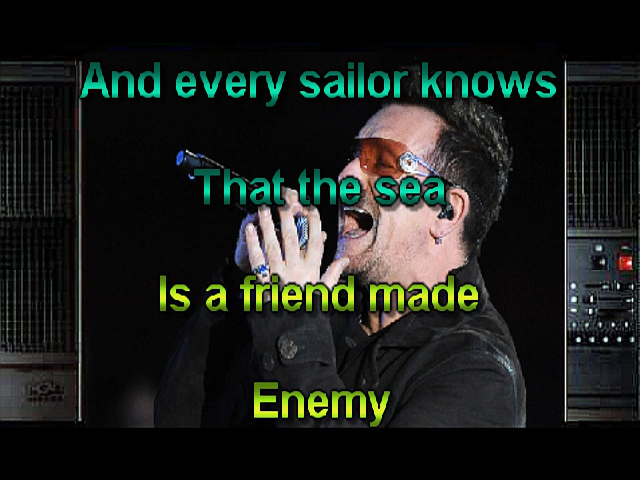 And every sailor knows
That the sea
Is a friend made
Enemy